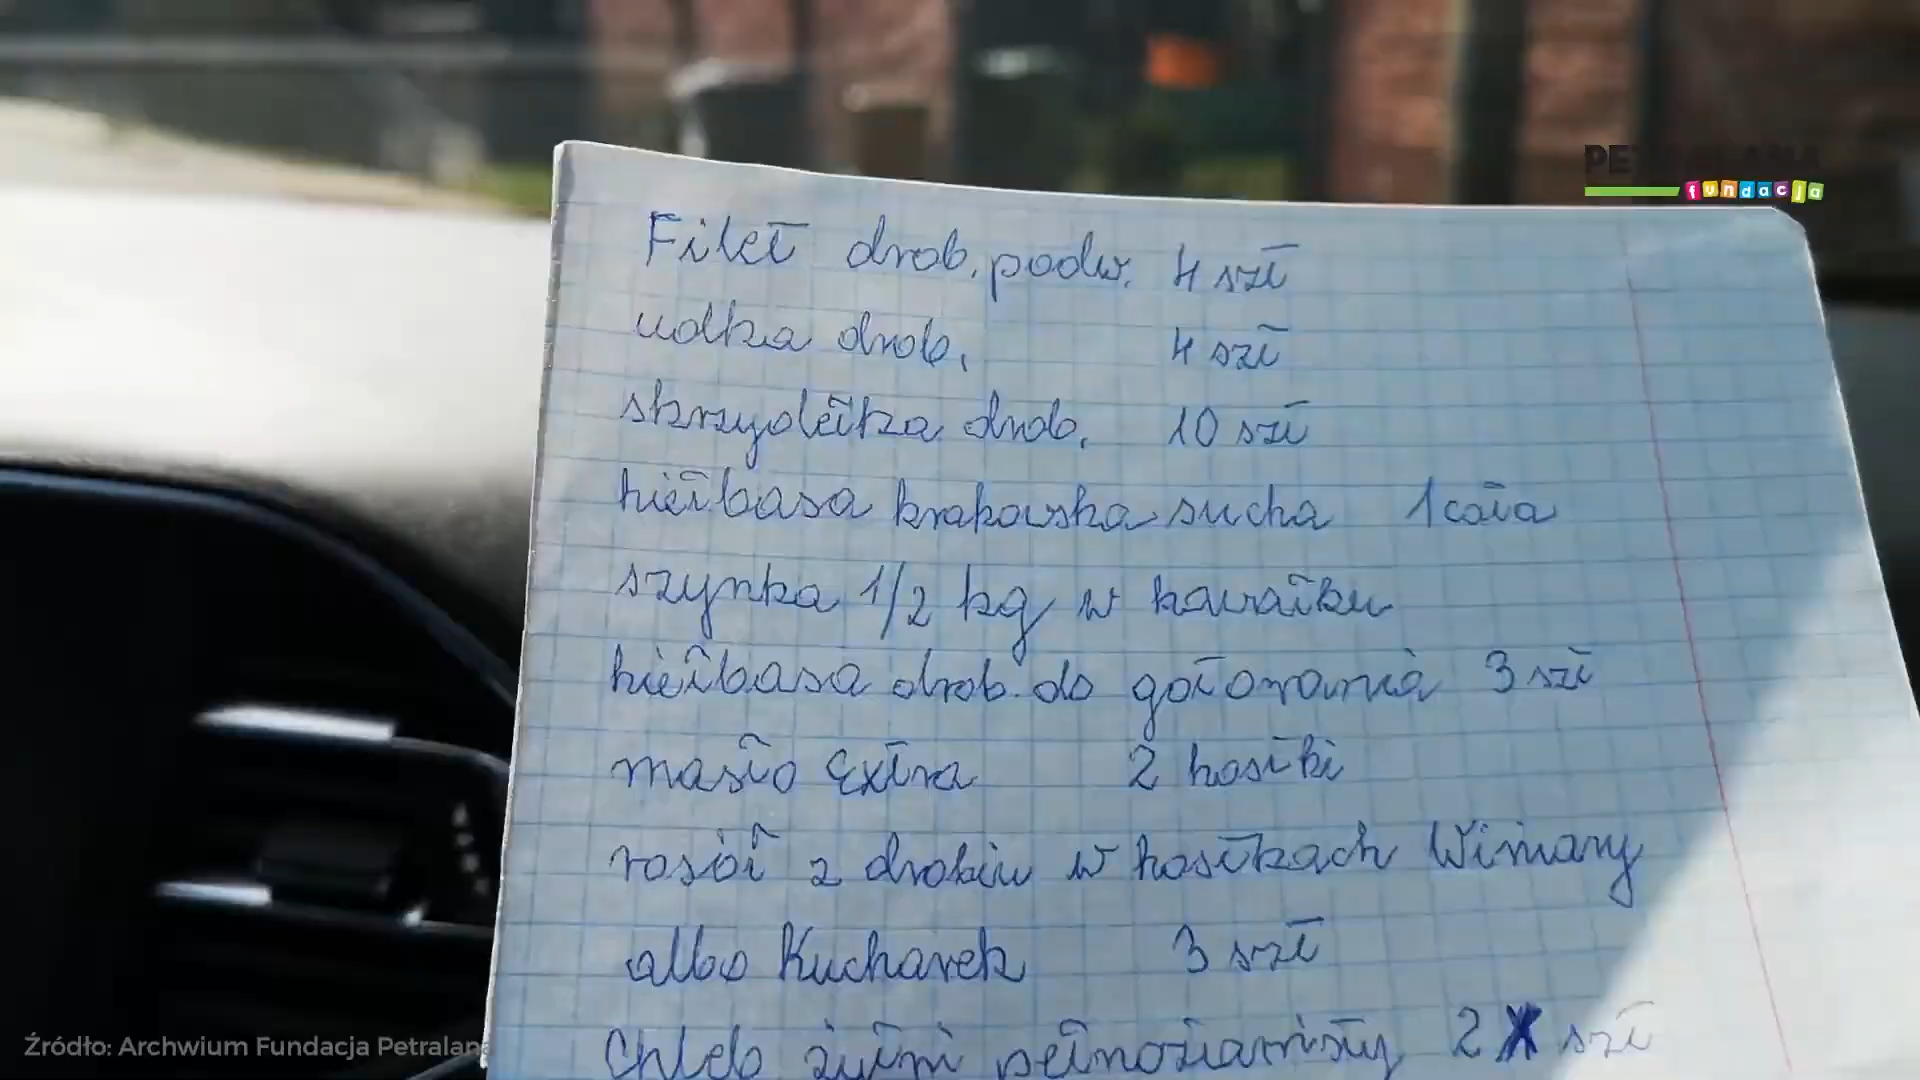 PETRALANA
fundacja
Filet drob. podw. 4 szt
udka drob. 4 szt
skrzydełka drob. 10 szt
kiełbasa krakowska sucha 1 cała
szynka 1/2 kg w kawałku
kiełbasa drob. do gotowania 3 szt
masło Extra 2 kostki
rosół z drobiu w kostkach Winiary
albo Kucharek 3 szt
Chleb żytni pełnoziarnisty 2 szt
Źródło: Archwium Fundacja Petralana